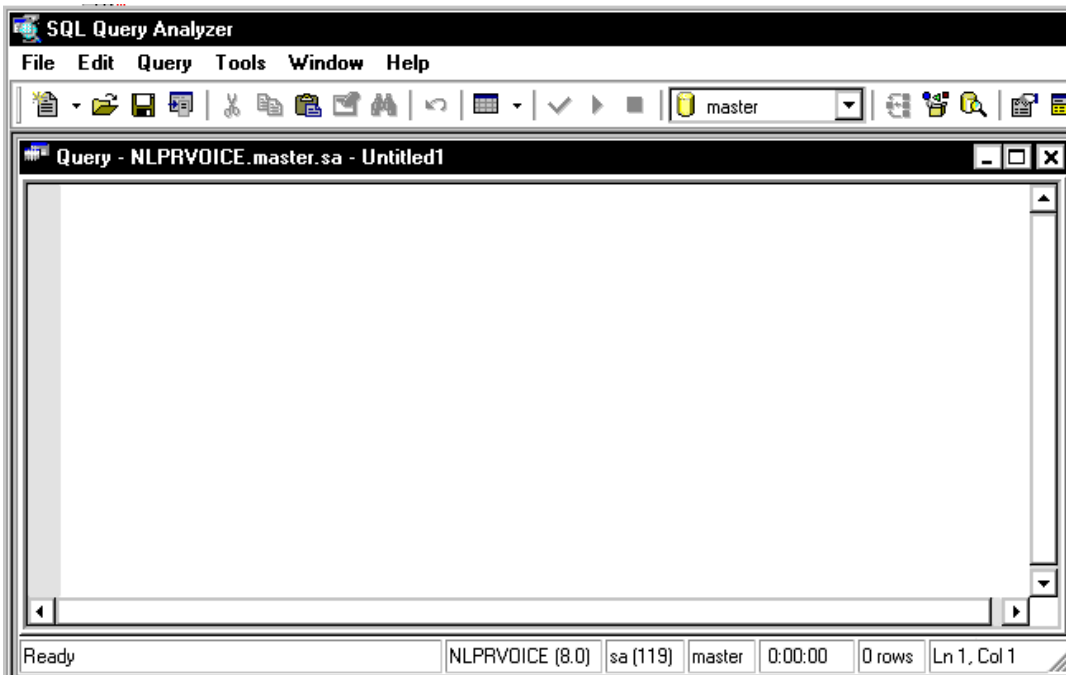 SQL Query Analyzer
File Edit Query Tools Window Help
master
Query - NLPRVOICE.master.sa - Untitled1
Ready NLPRVOICE (8.0) sa (119) master 0:00:00 0 rows Ln 1, Col 1